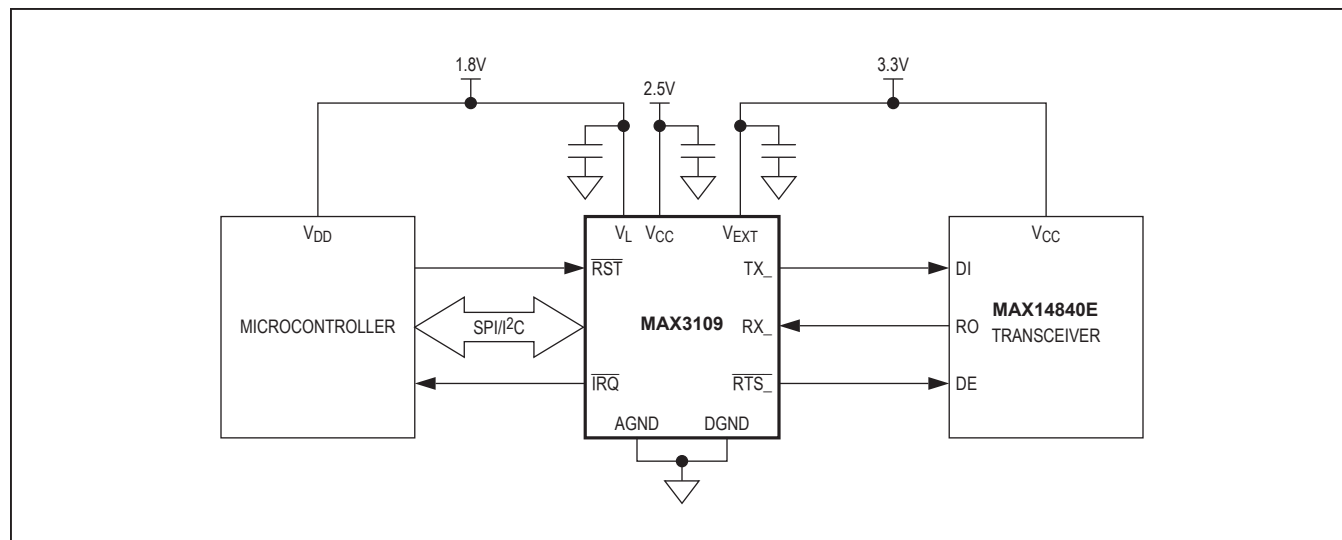 1.8V
2.5V
3.3V
VDD
VL
VCC
VEXT
VCC
RST
TX_
DI
MICROCONTROLLER
SPI/I²C
MAX3109
RX_
RO
MAX14840E
TRANSCEIVER
IRQ
RTS_
DE
AGND
DGND